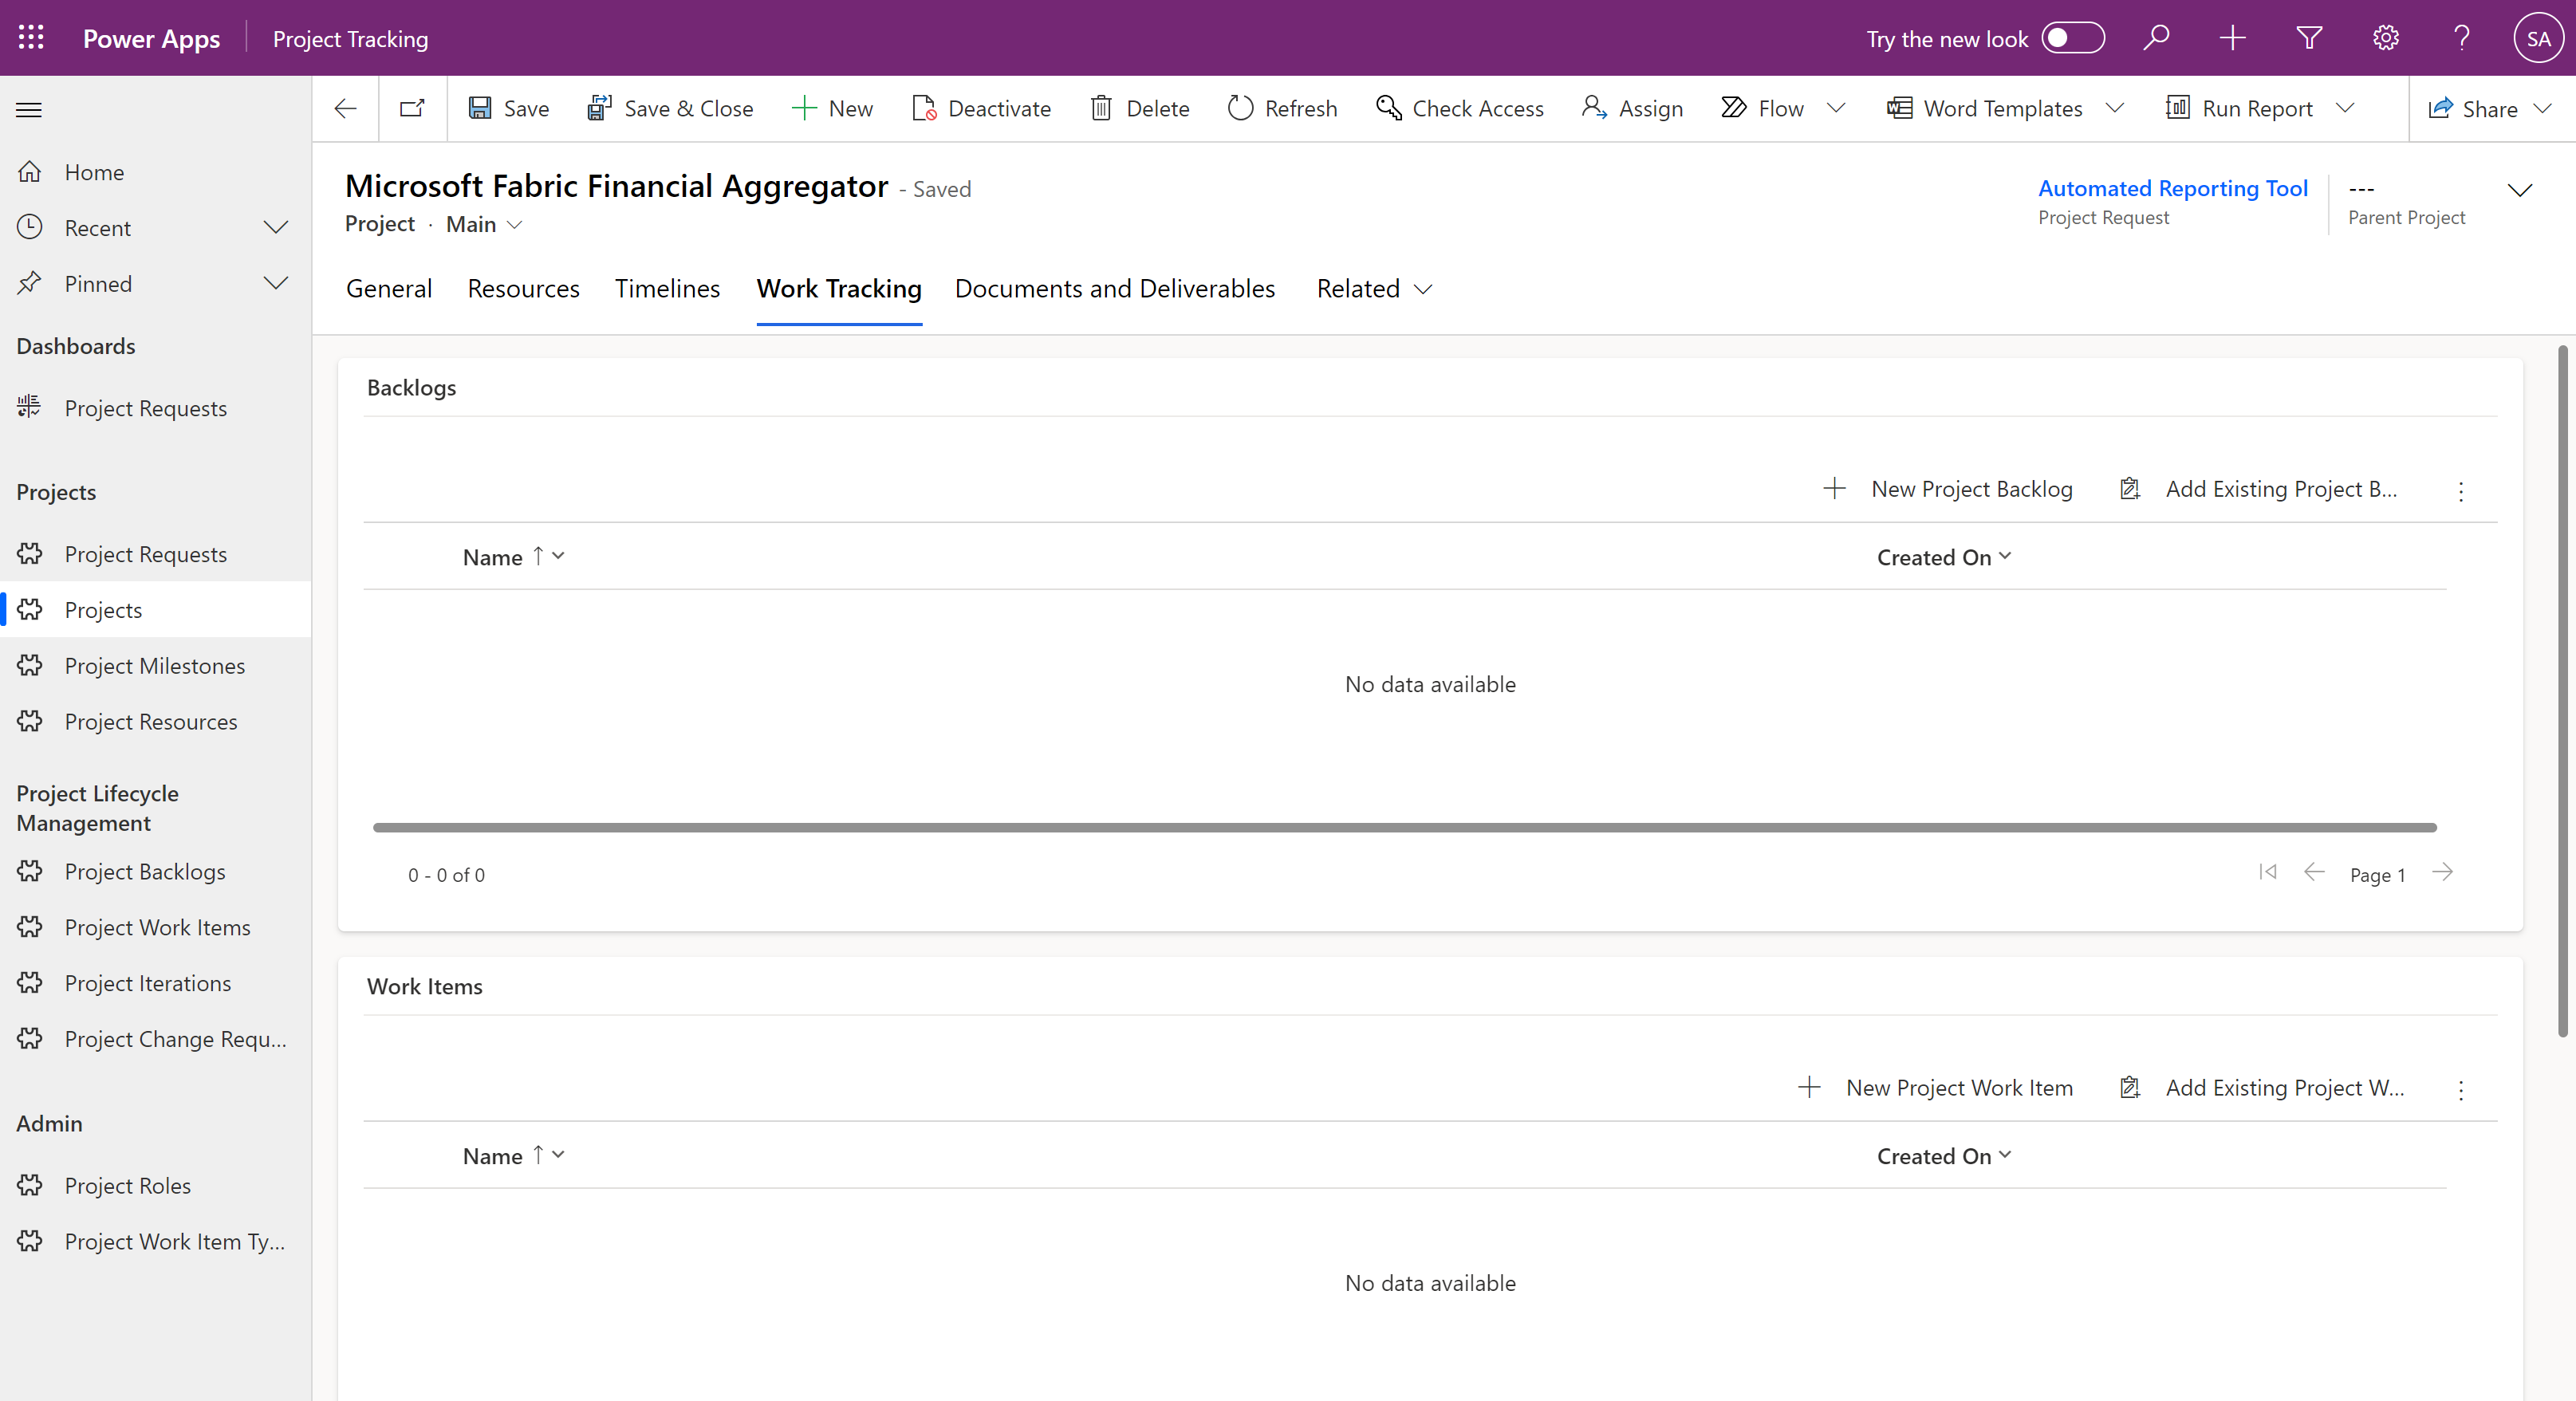 Power Apps
Project Tracking
Try the new look
SA
Save
Save & Close
New
Deactivate
Delete
Refresh
Check Access
Assign
Flow
Word Templates
Run Report
Share
Home
Recent
Pinned
Dashboards
Project Requests
Projects
Project Requests
Projects
Project Milestones
Project Resources
Project Lifecycle
Management
Project Backlogs
Project Work Items
Project Iterations
Project Change Requ...
Admin
Project Roles
Project Work Item Ty...
Microsoft Fabric Financial Aggregator - Saved
Project · Main
Automated Reporting Tool
Project Request
---
Parent Project
General
Resources
Timelines
Work Tracking
Documents and Deliverables
Related
Backlogs
New Project Backlog
Add Existing Project B...
Name
Created On
No data available
0 - 0 of 0
Page 1
Work Items
New Project Work Item
Add Existing Project W...
Name
Created On
No data available